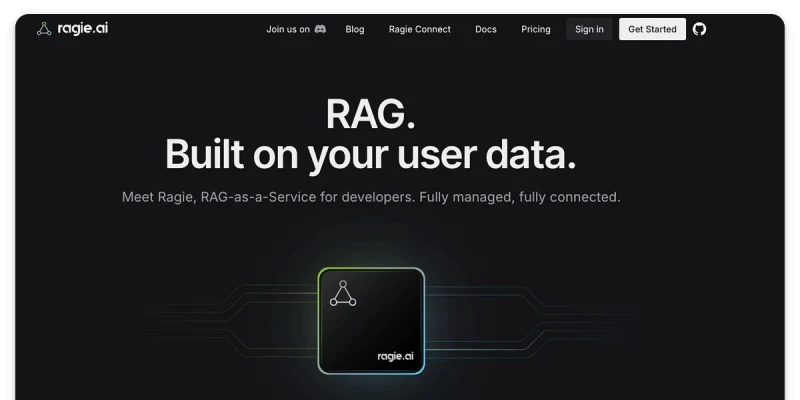 ragie.ai
Join us on
Blog
Ragie Connect
Docs
Pricing
Sign in
Get Started
RAG.
Built on your user data.
Meet Ragie, RAG-as-a-Service for developers. Fully managed, fully connected.
ragie.ai